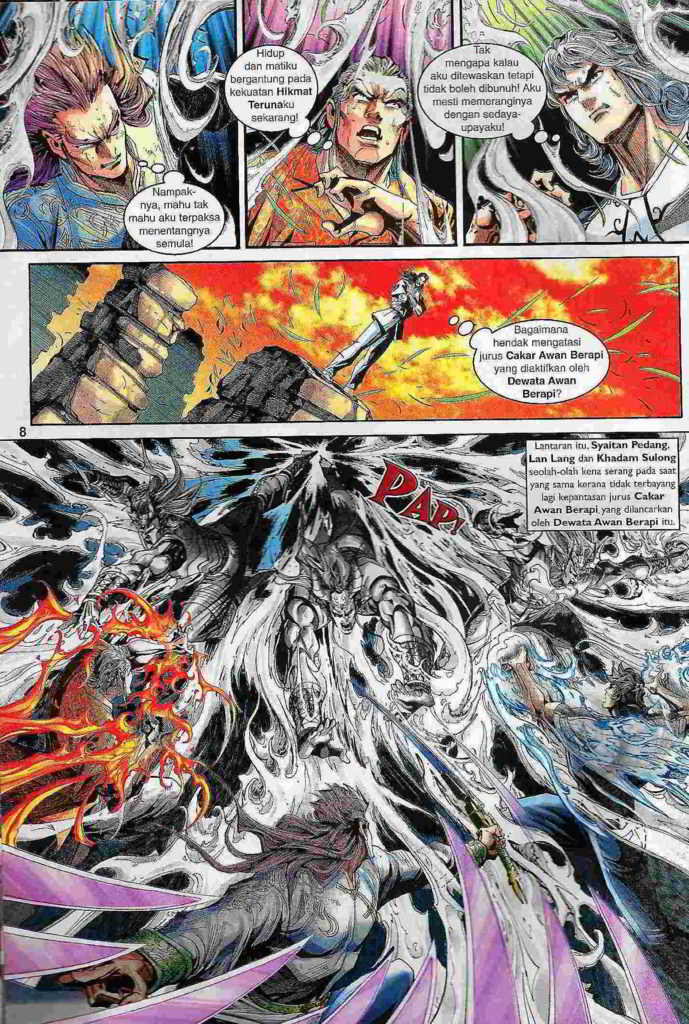 Nampak-
nya, mahu tak
mahu aku terpaksa
menentangnya
semula!
Hidup
dan matiku
bergantung pada
kekuatan Hikmat
Terunaku
sekarang!
Tak
mengapa kalau
aku ditewaskan tetapi
tidak boleh dibunuh! Aku
mesti memoranginya
dengan sedaya-
upayaku!
Bagaimana
hendak mengatasi
jurus Cakar Awan Berapi
yang diaktifkan oleh
Dewata Awan
Berapi?
8
Lantaran itu, Syaitan Pedang,
Lan Lang dan Khadam Sulong
seolah-olah kena serang pada saat
yang sama kerana tidak terbayang
lagi kepantasan jurus Cakar
Awan Berapi yang dilancarkan
oleh Dewata Awan Berapi itu.
PAP!